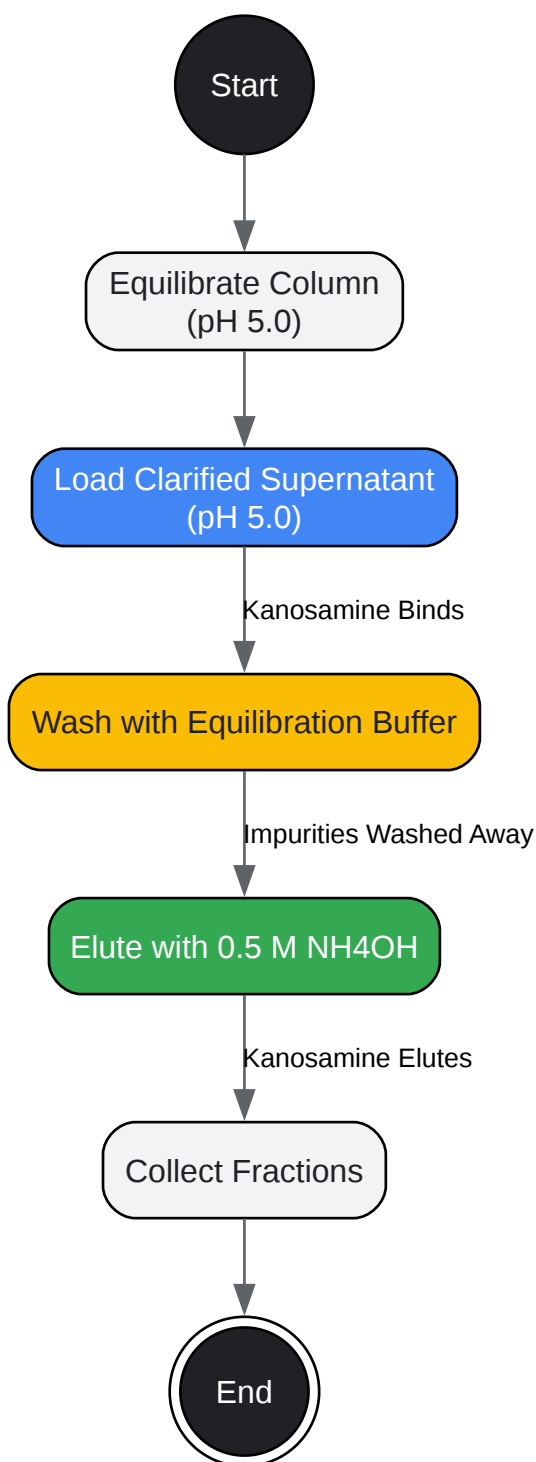 Start
Equilibrate Column
(pH 5.0)
Load Clarified Supernatant
(pH 5.0)
Kanosamine Binds
Wash with Equilibration Buffer
Impurities Washed Away
Elute with 0.5 M NH4OH
Kanosamine Elutes
Collect Fractions
End